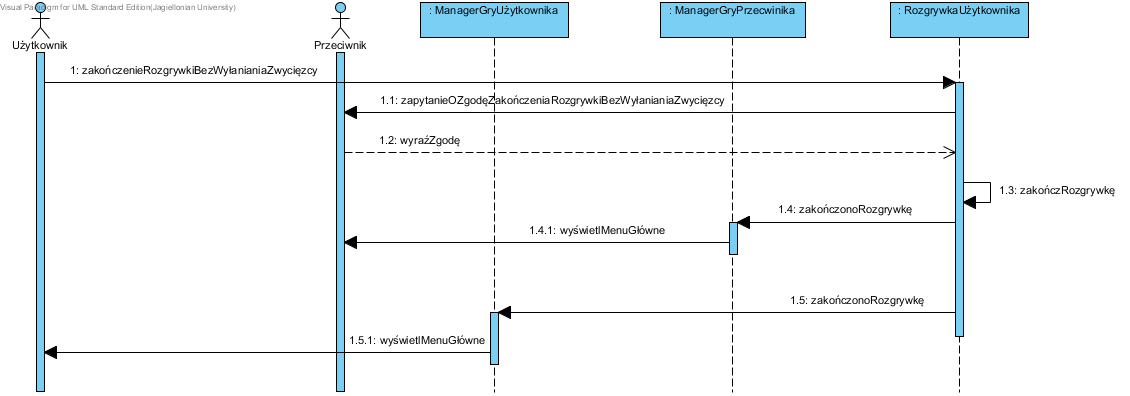 Visual Paradigm for UML Standard Edition(Jagiellonian University)
: ManagerGryUżytkownika
: ManagerGryPrzecwinika
: RozgrywkaUżytkownika
Użytkownik
Przeciwnik
1: zakończenieRozgrywkiBezWyłanianiaZwycięzcy
1.1: zapytanieOZgodęZakończeniaRozgrywkiBezWyłanianiaZwycięzcy
1.2: wyraźZgodę
1.3: zakończRozgrywkę
1.4: zakończonoRozgrywkę
1.4.1: wyświetlMenuGłówne
1.5: zakończonoRozgrywkę
1.5.1: wyświetlMenuGłówne